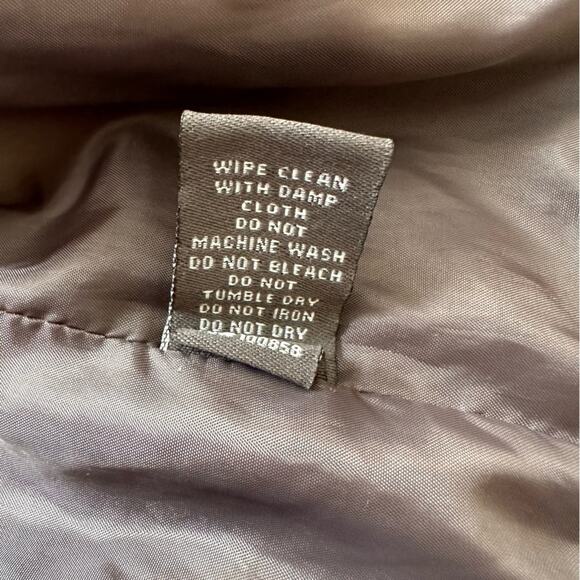 WIPE CLEAN
WITH DAMP
CLOTH
DO NOT
MACHINE WASH
DO NOT BLEACH
DO NOT
TUMBLE DRY
DO NOT IRON
DO NOT DRY